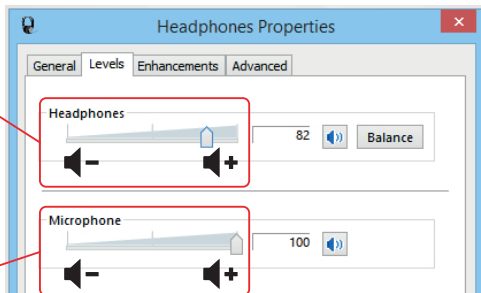 Headphones Properties
General Levels Enhancements Advanced
Headphones
82 Balance
Microphone
100